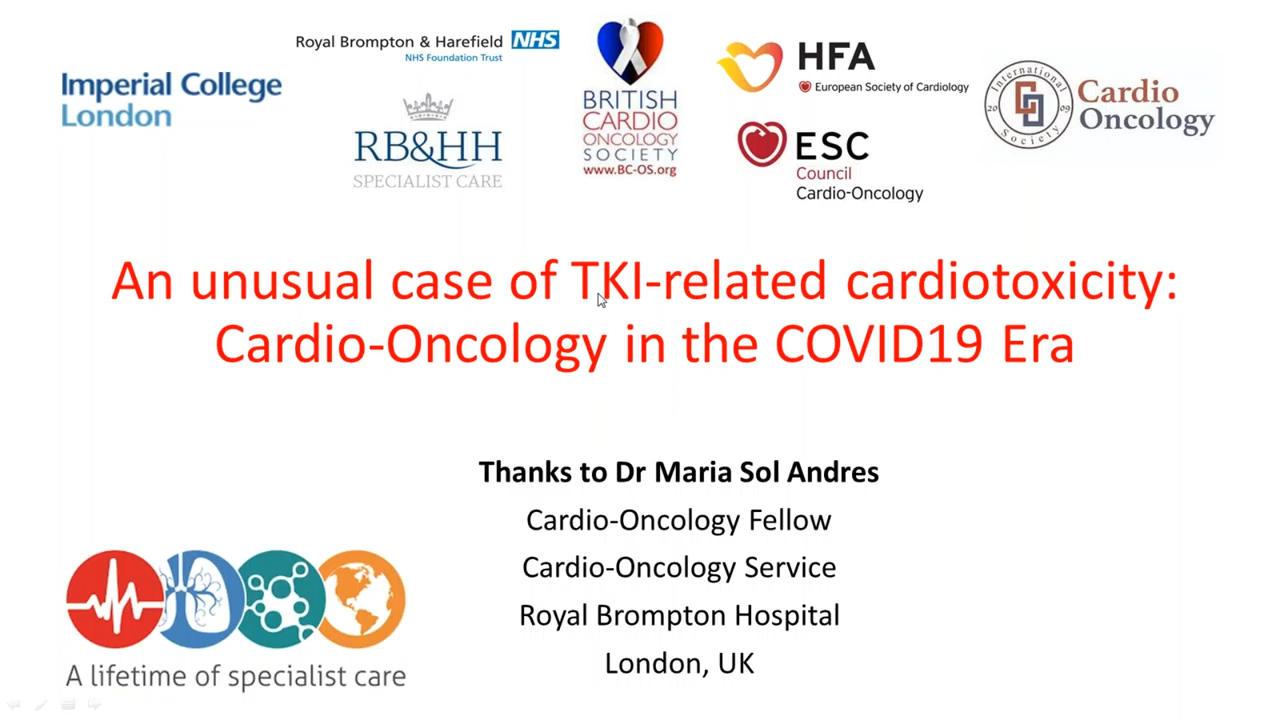 Royal Brompton & Harefield NHS
NHS Foundation Trust
Imperial College
London
RB&HH
SPECIALIST CARE
BRITISH
CARDIO
ONCOLOGY
SOCIETY
www.BC-OS.org
HFA
European Society of Cardiology
ESC
Council
Cardio-Oncology
International
Society
20 09
Cardio
Oncology
An unusual case of TKI-related cardiotoxicity:
Cardio-Oncology in the COVID19 Era
Thanks to Dr Maria Sol Andres
Cardio-Oncology Fellow
Cardio-Oncology Service
Royal Brompton Hospital
London, UK
A lifetime of specialist care